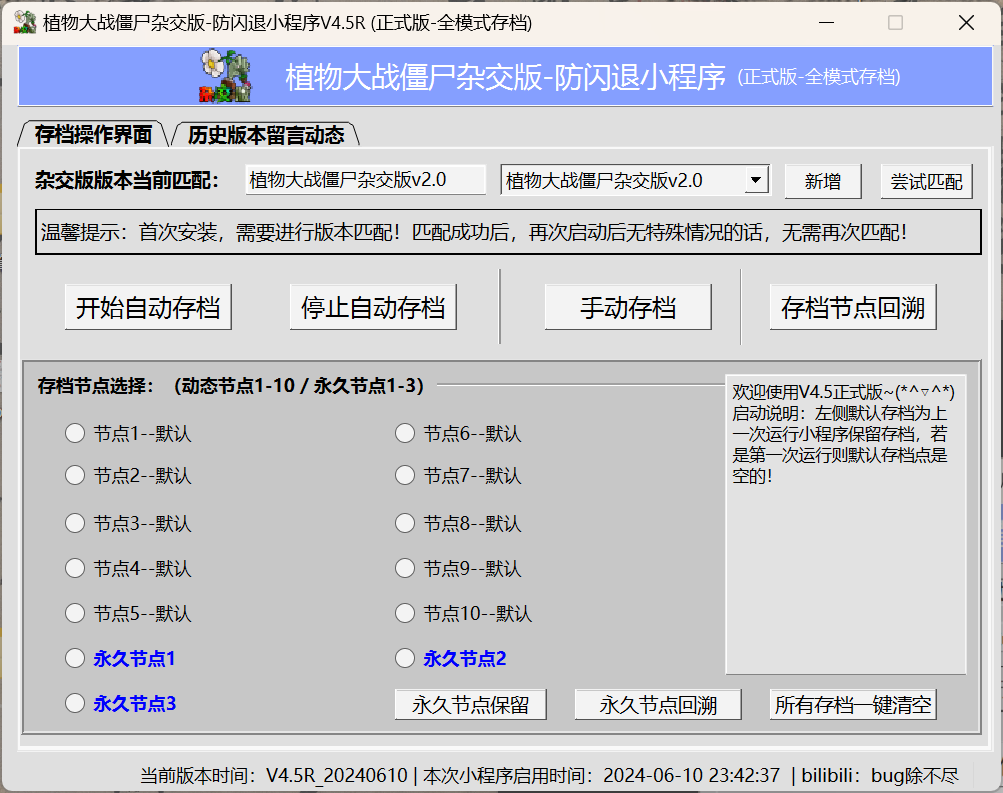 植物大战僵尸杂交版-防闪退小程序V4.5R (正式版-全模式存档)
植物大战僵尸杂交版-防闪退小程序 (正式版-全模式存档)
存档操作界面 历史版本留言动态
杂交版版本当前匹配： 植物大战僵尸杂交版v2.0 植物大战僵尸杂交版v2.0 新增 尝试匹配
温馨提示：首次安装，需要进行版本匹配！匹配成功后，再次启动后无特殊情况的话，无需再次匹配！
开始自动存档 停止自动存档 手动存档 存档节点回溯
存档节点选择：（动态节点1-10 / 永久节点1-3）
节点1--默认 节点6--默认
节点2--默认 节点7--默认
节点3--默认 节点8--默认
节点4--默认 节点9--默认
节点5--默认 节点10--默认
永久节点1 永久节点2
永久节点3 永久节点保留 永久节点回溯 所有存档一键清空
欢迎使用V4.5正式版~(*^▽^*)
启动说明：左侧默认存档为上
一次运行小程序保留存档，若
是第一次运行则默认存档点是
空的！
当前版本时间：V4.5R_20240610 | 本次小程序启用时间：2024-06-10 23:42:37 | bilibili：bug除不尽